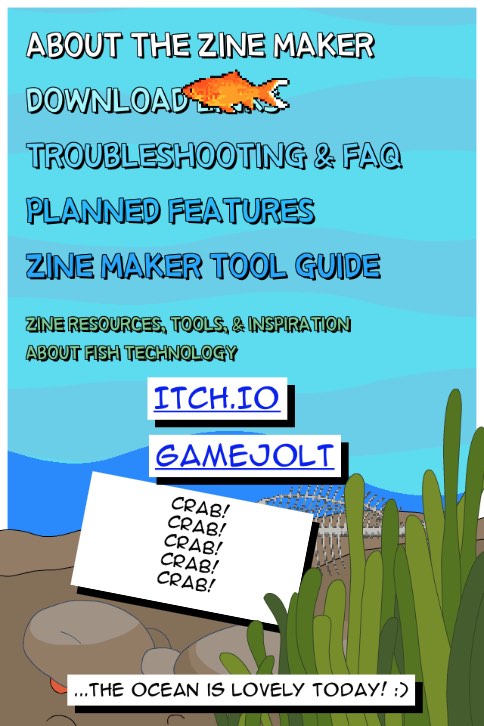 ABOUT THE ZINE MAKER
DOWNLOAD
TROUBLESHOOTING & FAQ
PLANNED FEATURES
ZINE MAKER TOOL GUIDE
ZINE RESOURCES, TOOLS, & INSPIRATION
ABOUT FISH TECHNOLOGY
ITCH.IO
GAMEJOLT
CRAB!
CRAB!
CRAB!
CRAB!
CRAB!
...THE OCEAN IS LOVELY TODAY! :)